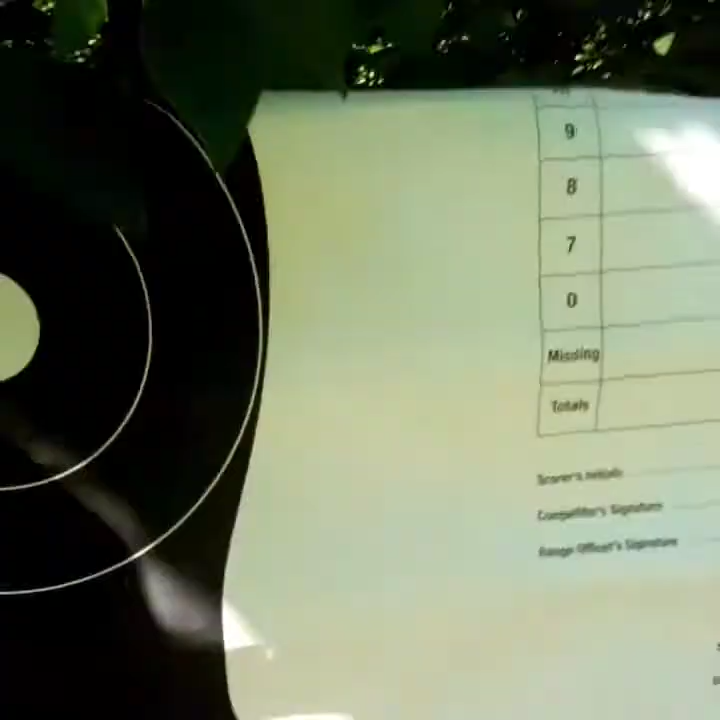 9
8
7
0
Missing
Totals
Scorer's Initials
Competitor's Signature
Range Officer's Signature